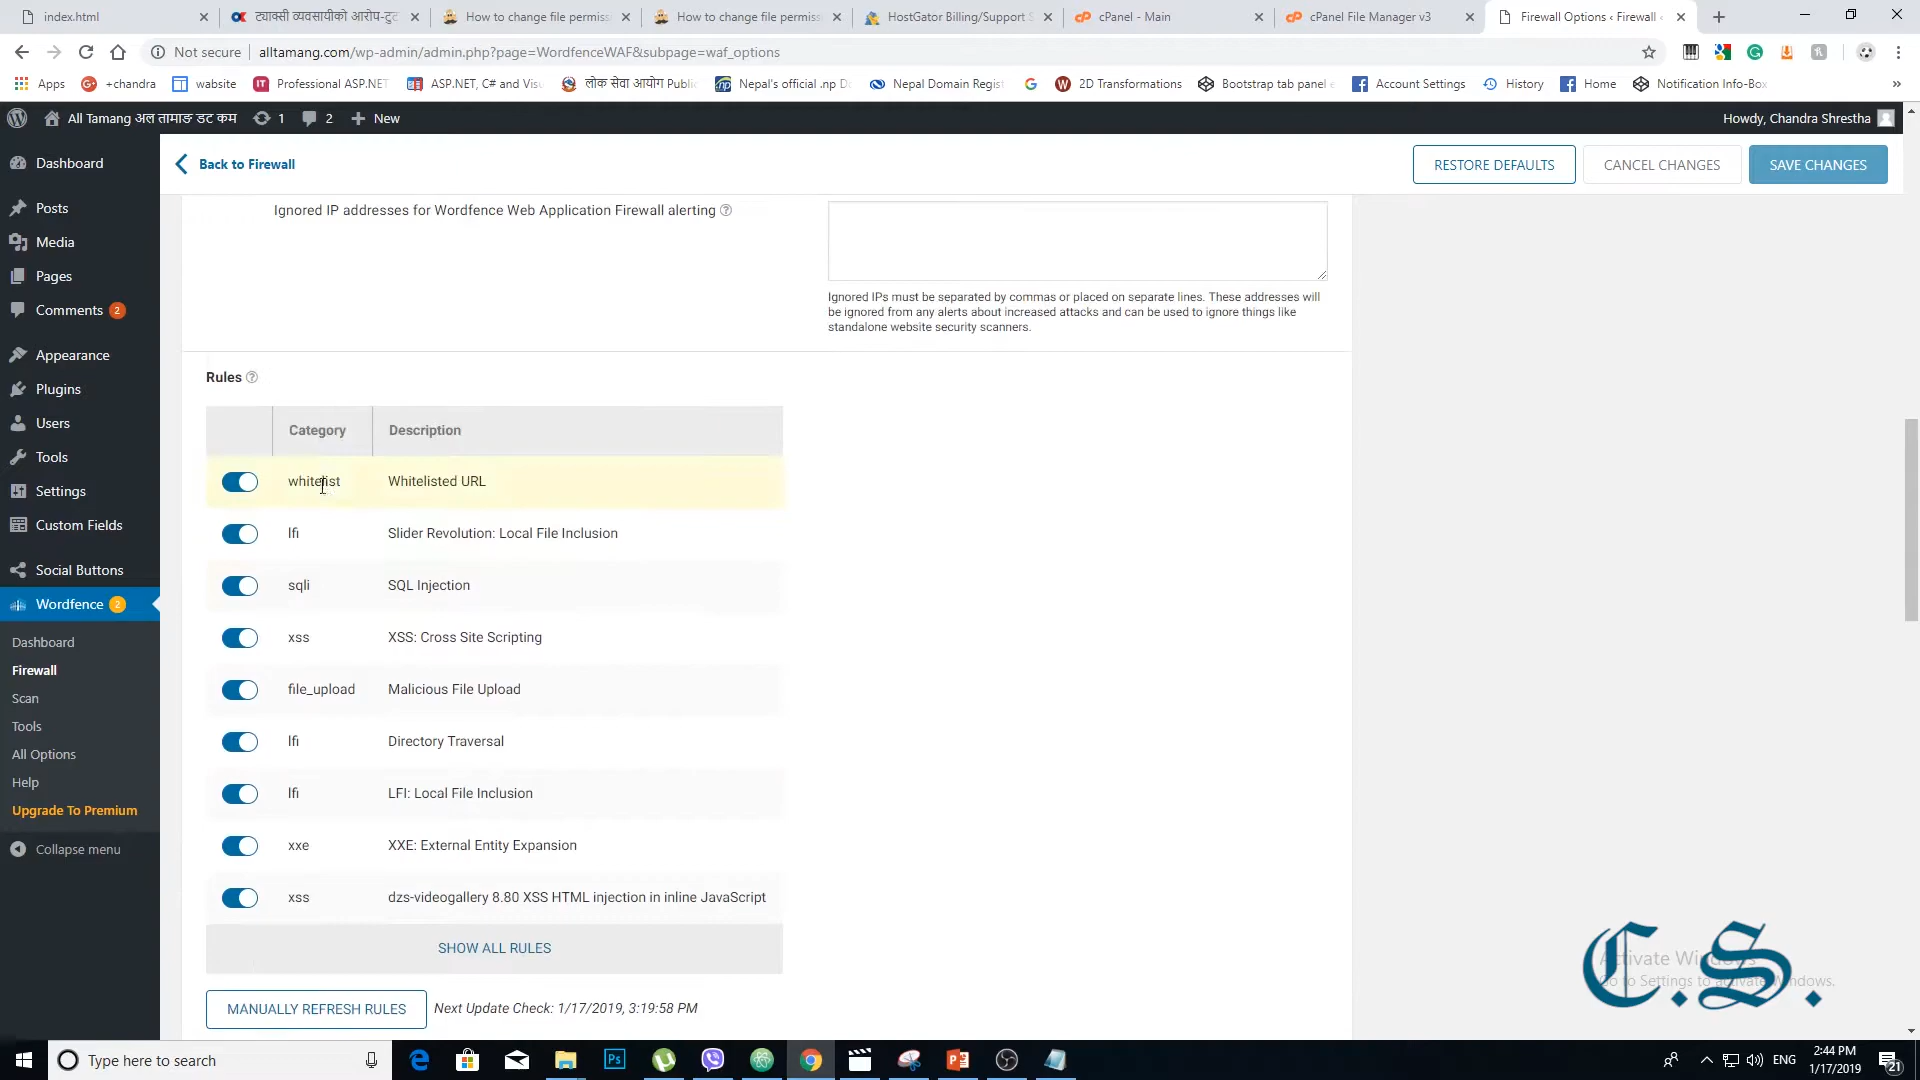 index.html
ट्याक्सी व्यवसायीको आरोप-टुट
How to change file permiss
How to change file permiss
HostGator Billing/Support S
cPanel - Main
cPanel File Manager v3
Firewall Options ‹ Firewall ‹
Not secure
alltamang.com/wp-admin/admin.php?page=WordfenceWAF&subpage=waf_options
Apps
+chandra
wabsite
Professional ASP.NET
ASP.NET, C# and Visu
लोक सेवा आयोग Public
Nepal's official .np Do
Nepal Domain Regist
2D Transformations
Bootstrap tab panel e
Account Settings
History
Home
Notification Info-Box
All Tamang अल तामाङ डट कम
1
2
New
Howdy, Chandra Shrestha
Dashboard
Posts
Media
Pages
Comments 2
Appearance
Plugins
Users
Tools
Settings
Custom Fields
Social Buttons
Wordfence 2
Dashboard
Firewall
Scan
Tools
All Options
Help
Upgrade To Premium
Collapse menu
Back to Firewall
RESTORE DEFAULTS
CANCEL CHANGES
SAVE CHANGES
Ignored IP addresses for Wordfence Web Application Firewall alerting
Ignored IPs must be separated by commas or placed on separate lines. These addresses will
be ignored from any alerts about increased attacks and can be used to ignore things like
standalone website security scanners.
Rules
Category Description
whitelist Whitelisted URL
lfi Slider Revolution: Local File Inclusion
sqli SQL Injection
xss XSS: Cross Site Scripting
file_upload Malicious File Upload
lfi Directory Traversal
lfi LFI: Local File Inclusion
xxe XXE: External Entity Expansion
xss dzs-videogallery 8.80 XSS HTML injection in inline JavaScript
SHOW ALL RULES
MANUALLY REFRESH RULES
Next Update Check: 1/17/2019, 3:19:58 PM
Activate Windows
Go to Settings to activate Windows.
C.S.
Type here to search
ENG
2:44 PM
1/17/2019
21